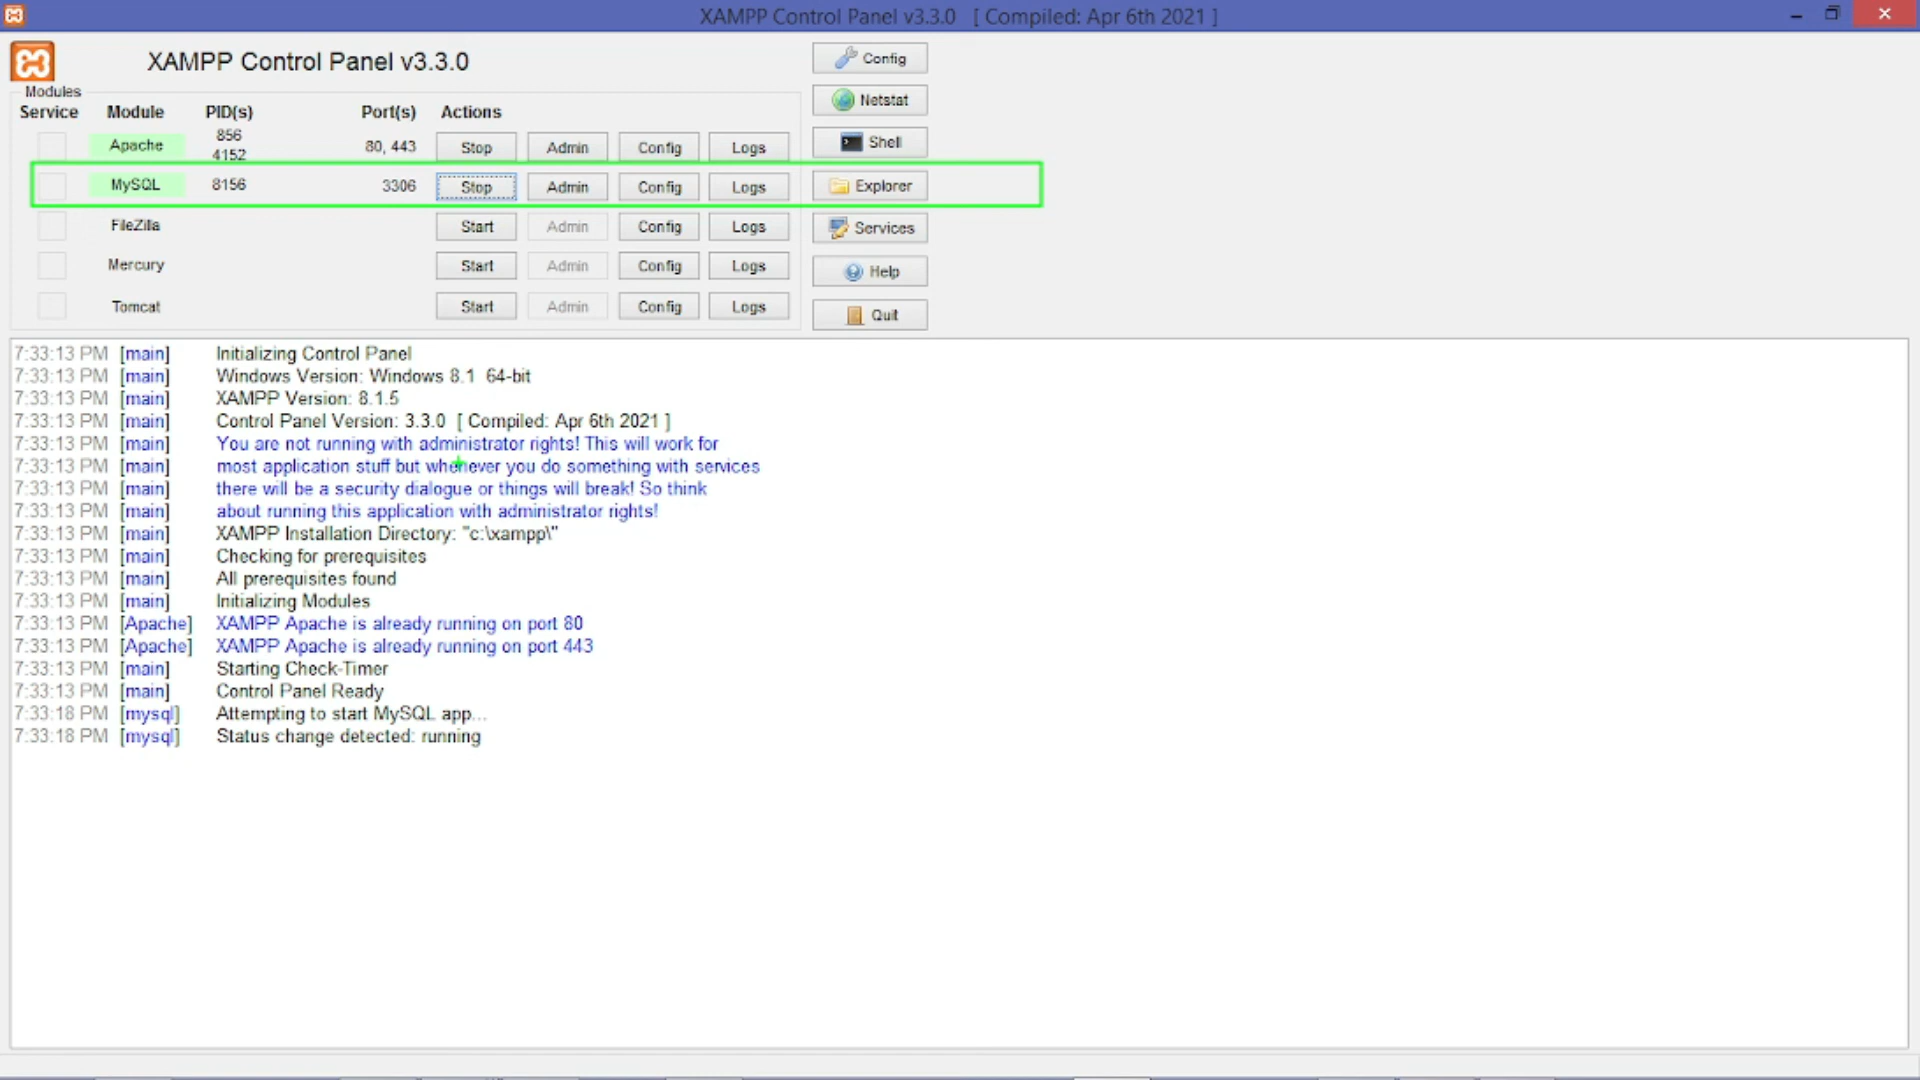 XAMPP Control Panel v3.3.0 [ Compiled: Apr 6th 2021 ]
XAMPP Control Panel v3.3.0
Config
Modules
Service Module PID(s) Port(s) Actions
Netstat
Apache 856 4152 80, 443 Stop Admin Config Logs
Shell
MySQL 8156 3306 Stop Admin Config Logs
Explorer
FileZilla Start Admin Config Logs
Services
Mercury Start Admin Config Logs
Help
Tomcat Start Admin Config Logs
Quit
7:33:13 PM [main] Initializing Control Panel
7:33:13 PM [main] Windows Version: Windows 8.1 64-bit
7:33:13 PM [main] XAMPP Version: 8.1.5
7:33:13 PM [main] Control Panel Version: 3.3.0 [ Compiled: Apr 6th 2021 ]
7:33:13 PM [main] You are not running with administrator rights! This will work for
7:33:13 PM [main] most application stuff but whenever you do something with services
7:33:13 PM [main] there will be a security dialogue or things will break! So think
7:33:13 PM [main] about running this application with administrator rights!
7:33:13 PM [main] XAMPP Installation Directory: "c:\xampp\"
7:33:13 PM [main] Checking for prerequisites
7:33:13 PM [main] All prerequisites found
7:33:13 PM [main] Initializing Modules
7:33:13 PM [Apache] XAMPP Apache is already running on port 80
7:33:13 PM [Apache] XAMPP Apache is already running on port 443
7:33:13 PM [main] Starting Check-Timer
7:33:13 PM [main] Control Panel Ready
7:33:18 PM [mysql] Attempting to start MySQL app...
7:33:18 PM [mysql] Status change detected: running